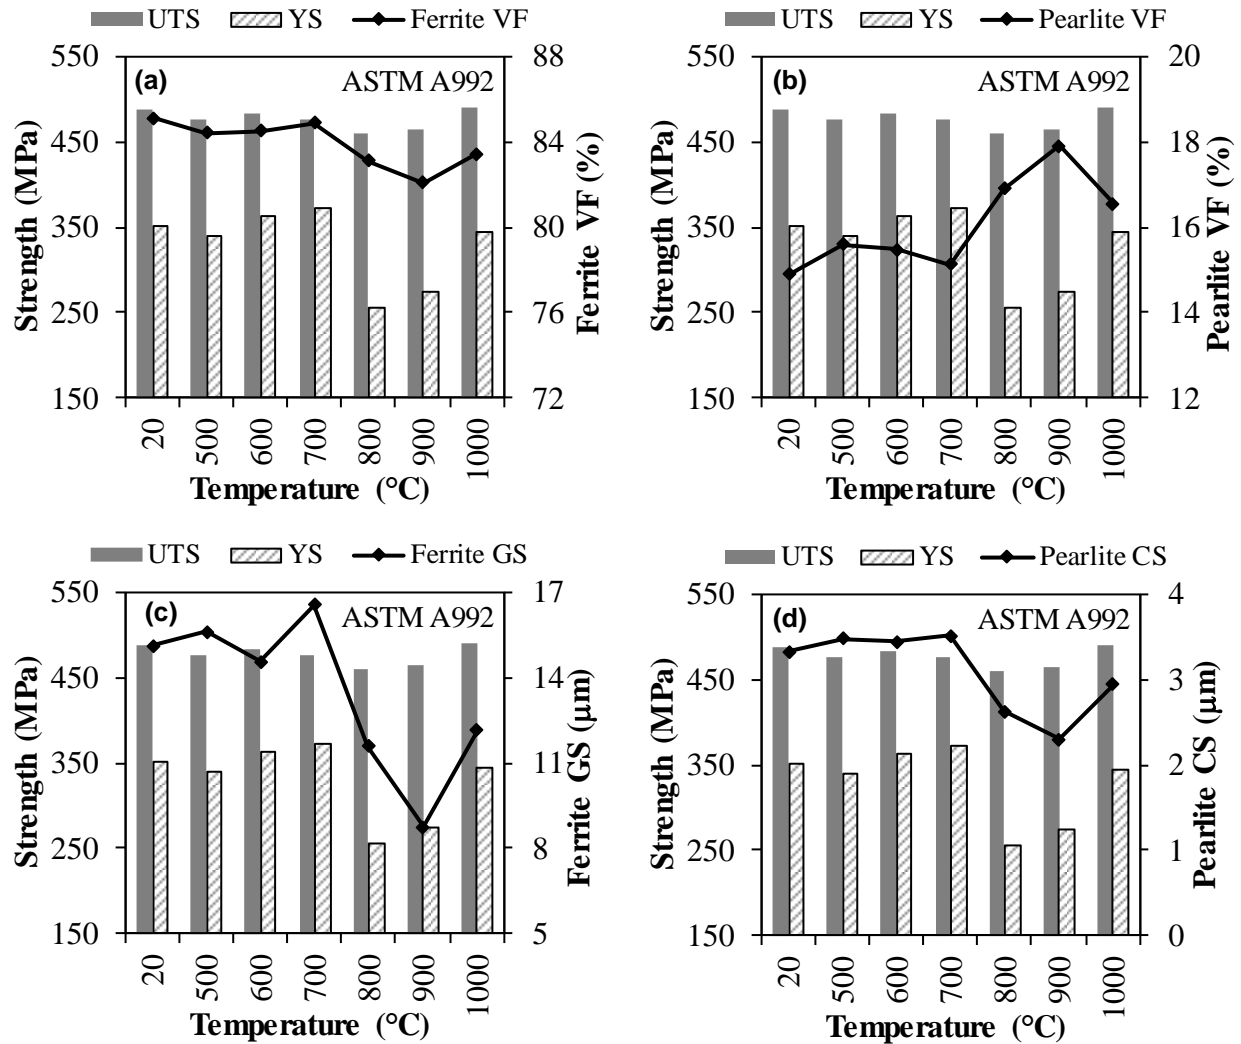 UTS YS Ferrite VF
(a) ASTM A992
550
450
350
250
150
88
84
80
76
72
Strength (MPa)
Ferrite VF (%)
20 500 600 700 800 900 1000
Temperature (°C)
UTS YS Pearlite VF
(b) ASTM A992
550
450
350
250
150
20
18
16
14
12
Strength (MPa)
Pearlite VF (%)
20 500 600 700 800 900 1000
Temperature (°C)
UTS YS Ferrite GS
(c) ASTM A992
550
450
350
250
150
17
14
11
8
5
Strength (MPa)
Ferrite GS (μm)
20 500 600 700 800 900 1000
Temperature (°C)
UTS YS Pearlite CS
(d) ASTM A992
550
450
350
250
150
4
3
2
1
0
Strength (MPa)
Pearlite CS (μm)
20 500 600 700 800 900 1000
Temperature (°C)